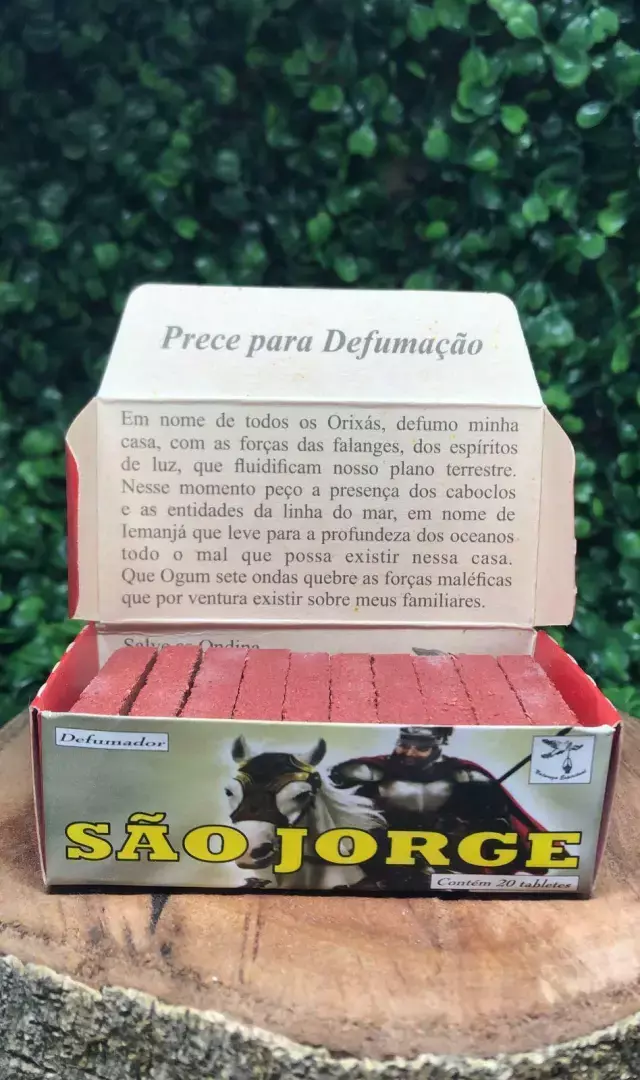 Prece para Defumação
Em nome de todos os Orixás, defumo minha
casa, com as forças das falanges, dos espíritos
de luz, que fluidificam nosso plano terrestre.
Nesse momento peço a presença dos caboclos
e as entidades da linha do mar, em nome de
Iemanjá que leve para a profundeza dos oceanos
todo o mal que possa existir nessa casa.
Que Ogum sete ondas quebre as forças maléficas
que por ventura existir sobre meus familiares.
Defumador
SÃO JORGE
Contém 20 tabletes